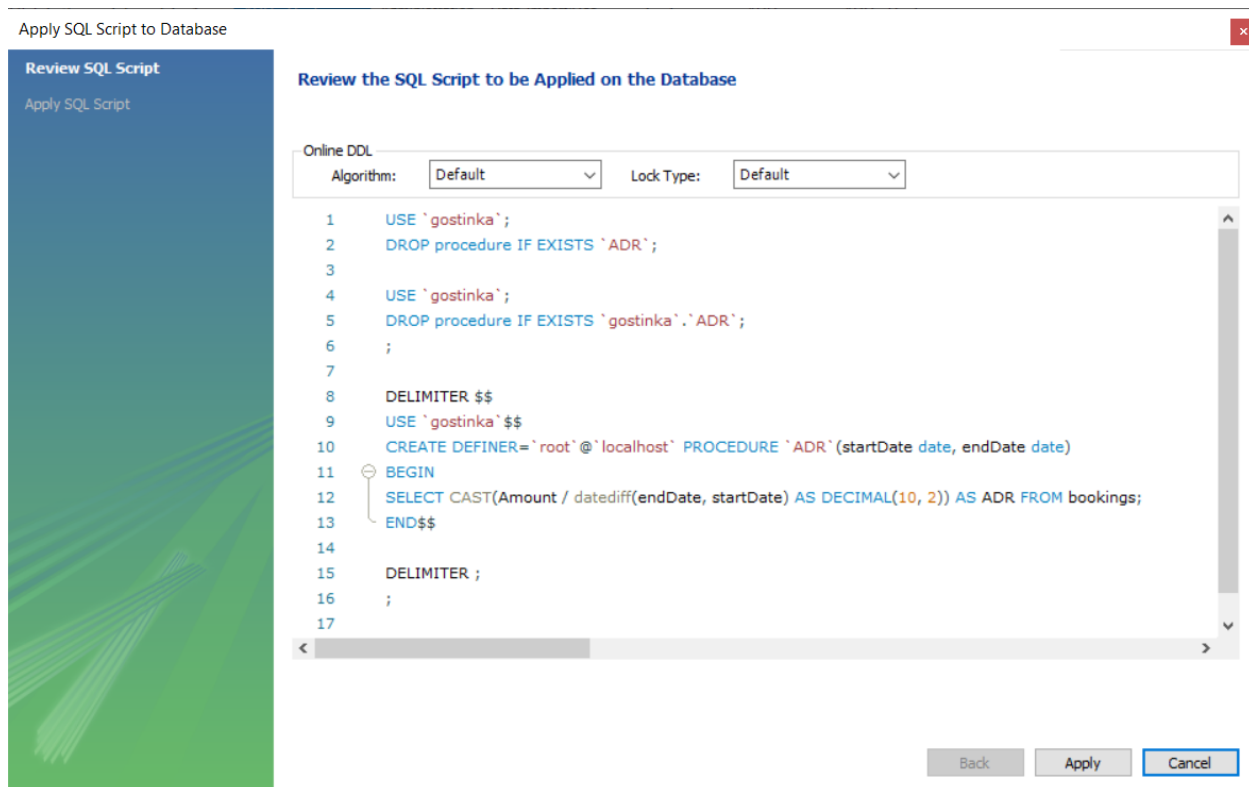 Apply SQL Script to Database
Review SQL Script
Apply SQL Script
Review the SQL Script to be Applied on the Database
Online DDL
Algorithm: Default Lock Type: Default
1 USE `gostinka`;
2 DROP procedure IF EXISTS `ADR`;
3
4 USE `gostinka`;
5 DROP procedure IF EXISTS `gostinka`.`ADR`;
6 ;
7
8 DELIMITER $$
9 USE `gostinka`$$
10 CREATE DEFINER=`root`@`localhost` PROCEDURE `ADR`(startDate date, endDate date)
11 BEGIN
12 SELECT CAST(Amount / datediff(endDate, startDate) AS DECIMAL(10, 2)) AS ADR FROM bookings;
13 END$$
14
15 DELIMITER ;
16 ;
17
Back Apply Cancel